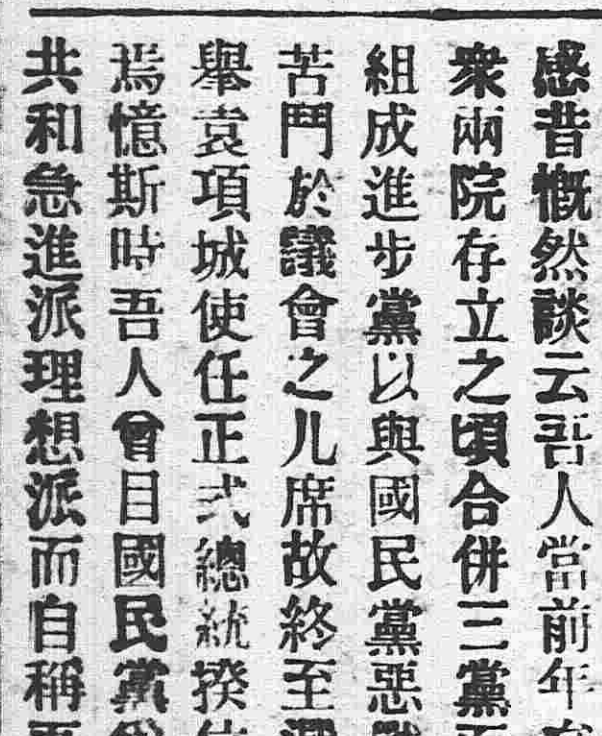 感昔慨然談云吾人當前年
衆兩院存立之頃合併三黨
組成進步黨以與國民黨惡
苦鬥於議會之几席故終至
舉袁項城使任正式總統揆
焉憶斯時吾人曾目國民黨
共和急進派理想派而自稱